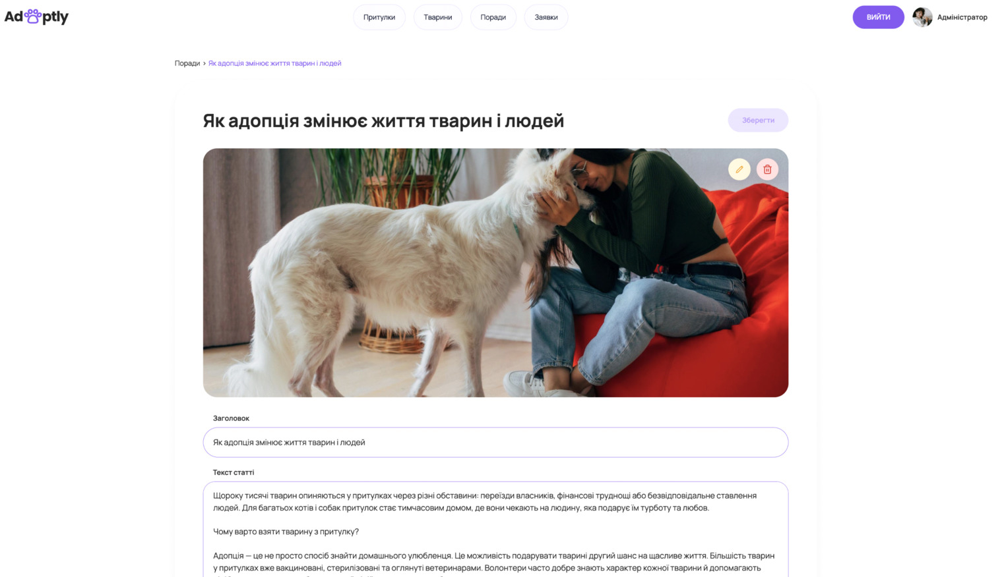 Adoptly
Притулки
Тварини
Поради
Заявки
ВИЙТИ
Адміністратор
Поради > Як адопція змінює життя тварин і людей
Як адопція змінює життя тварин і людей
Зберегти
Заголовок
Як адопція змінює життя тварин і людей
Текст статті
Щороку тисячі тварин опиняються у притулках через різні обставини: переїзди власників, фінансові труднощі або безвідповідальне ставлення
людей. Для багатьох котів і собак притулок стає тимчасовим домом, де вони чекають на людину, яка подарує їм турботу та любов.
Чому варто взяти тварину з притулку?
Адопція — це не просто спосіб знайти домашнього улюбленця. Це можливість подарувати тварині другий шанс на щасливе життя. Більшість тварин
у притулках вже вакциновані, стерилізовані та оглянуті ветеринарами. Волонтери часто добре знають характер кожної тварини й допомагають